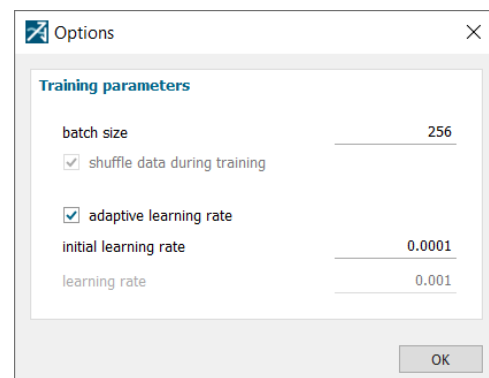 Options
Training parameters
batch size 256
shuffle data during training
adaptive learning rate
initial learning rate 0.0001
learning rate 0.001
OK